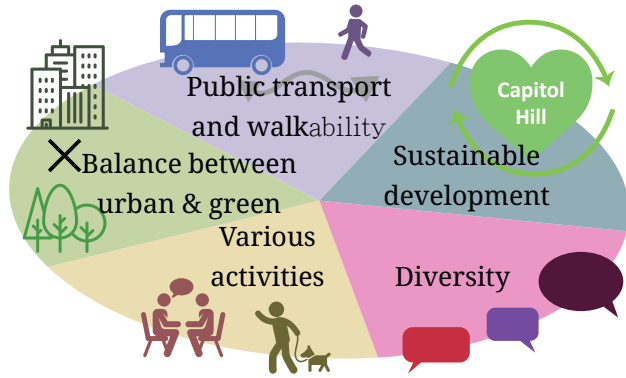 Public transport
and walkability
Capitol
Hill
Sustainable
development
Balance between
urban & green
Various
activities
Diversity